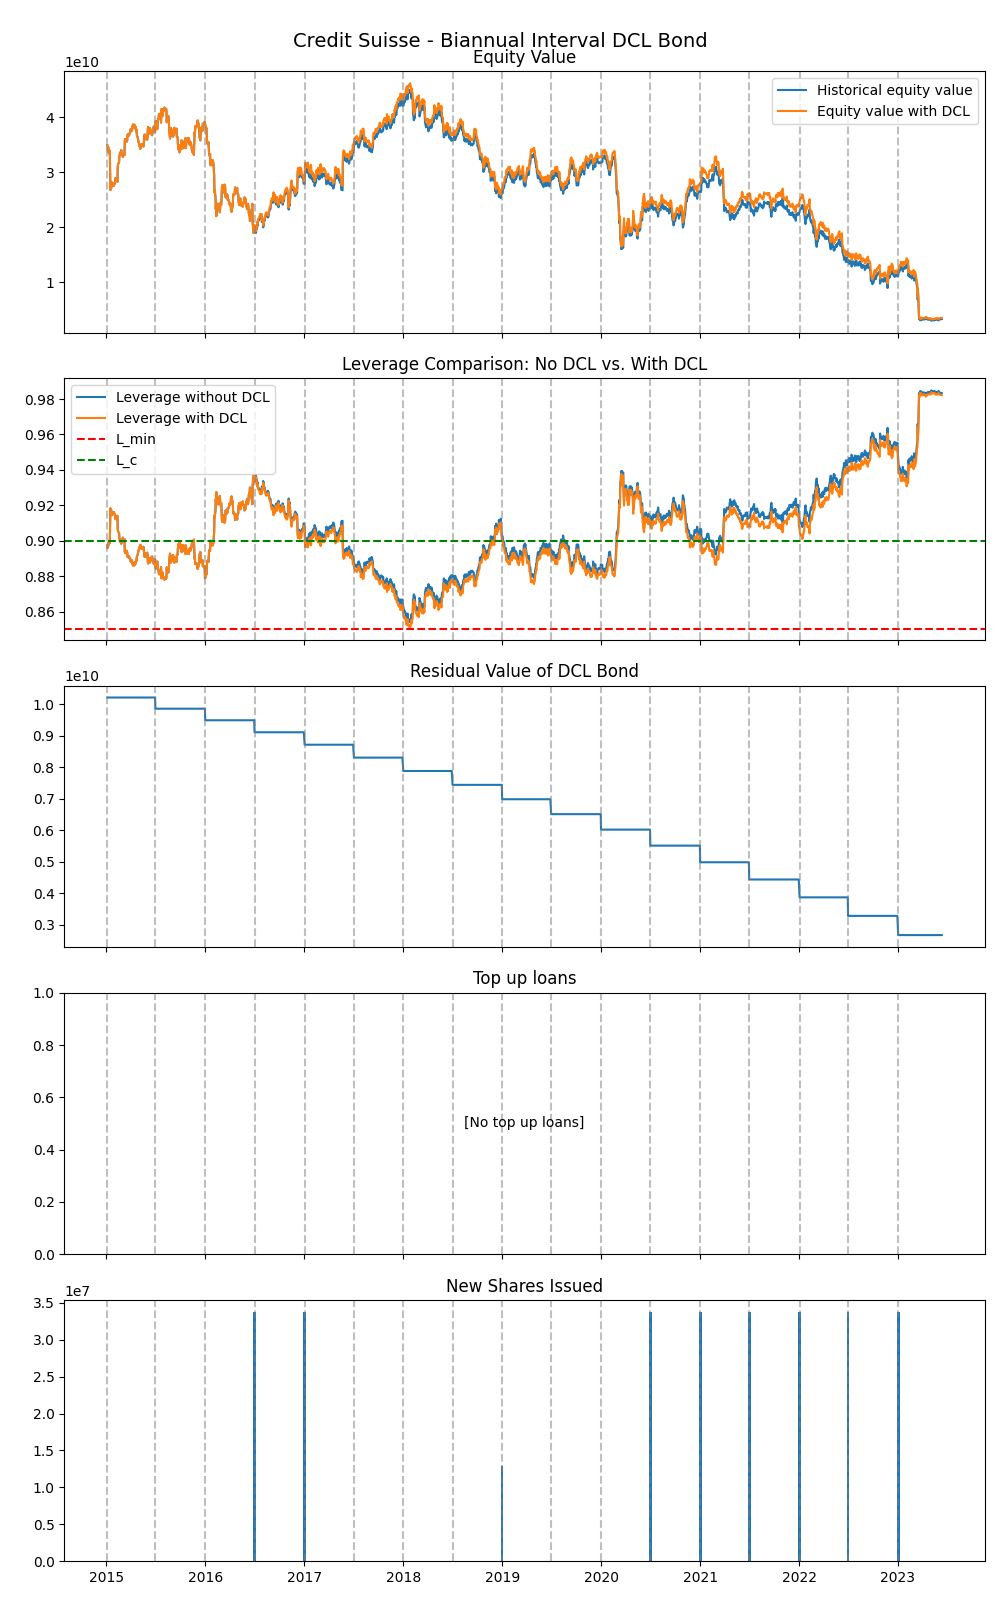 Credit Suisse - Biannual Interval DCL Bond
Equity Value
1e10
4
3
2
1
Historical equity value
Equity value with DCL
Leverage Comparison: No DCL vs. With DCL
0.98
0.96
0.94
0.92
0.90
0.88
0.86
Leverage without DCL
Leverage with DCL
L_min
L_c
Residual Value of DCL Bond
1e10
1.0
0.9
0.8
0.7
0.6
0.5
0.4
0.3
Top up loans
1.0
0.8
0.6
0.4
0.2
0.0
[No top up loans]
New Shares Issued
1e7
3.5
3.0
2.5
2.0
1.5
1.0
0.5
0.0
2015 2016 2017 2018 2019 2020 2021 2022 2023